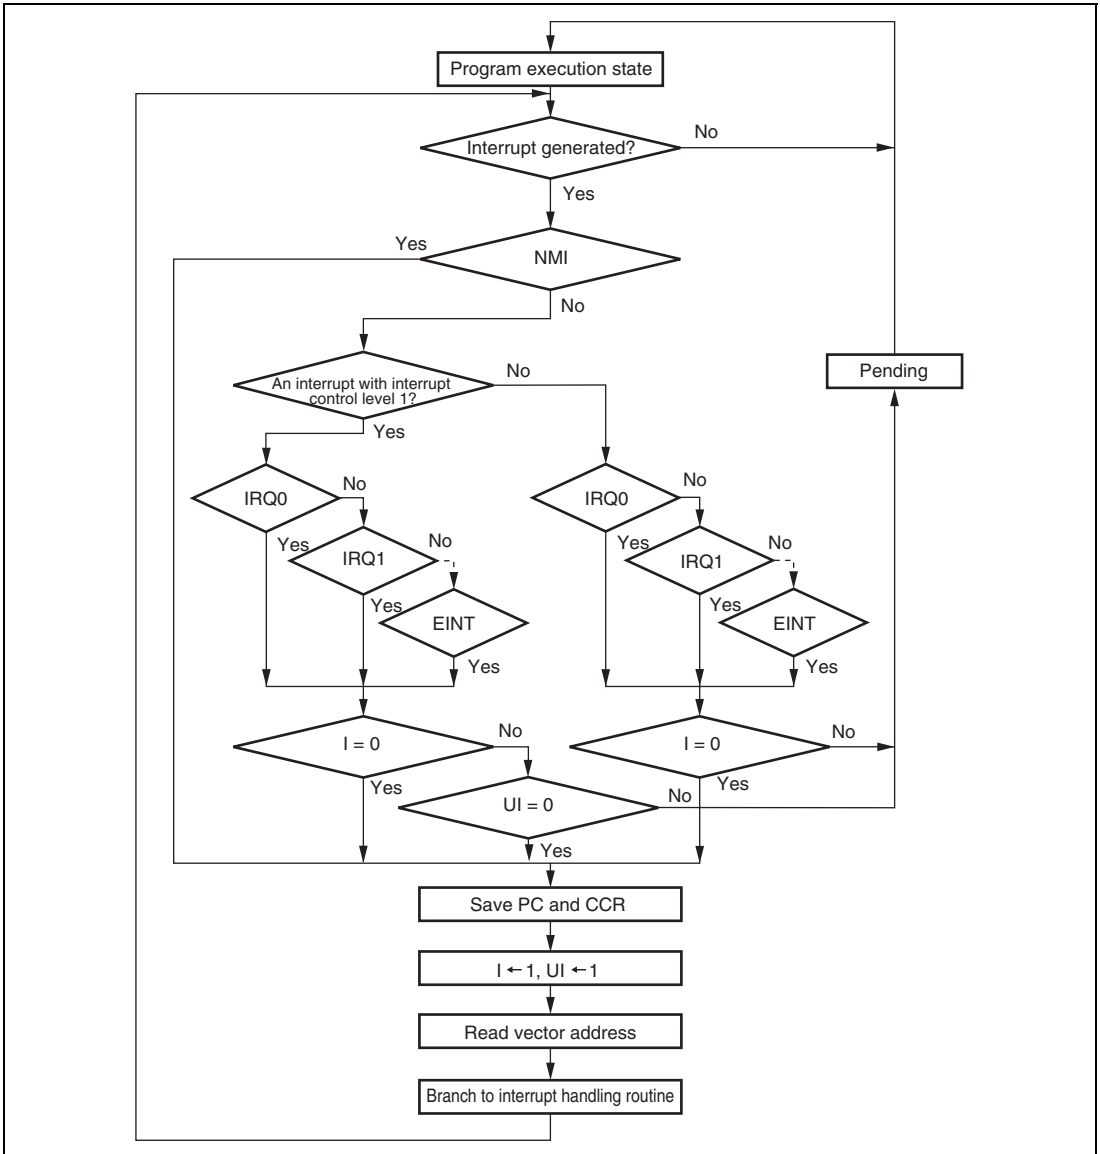 Program execution state
Interrupt generated?
No
Yes
NMI
Yes
No
An interrupt with interrupt
control level 1?
No
Yes
Pending
IRQ0
No
Yes
IRQ1
No
Yes
EINT
Yes
IRQ0
No
Yes
IRQ1
No
Yes
EINT
Yes
I = 0
No
Yes
UI = 0
No
Yes
I = 0
No
Yes
Save PC and CCR
I ← 1, UI ← 1
Read vector address
Branch to interrupt handling routine